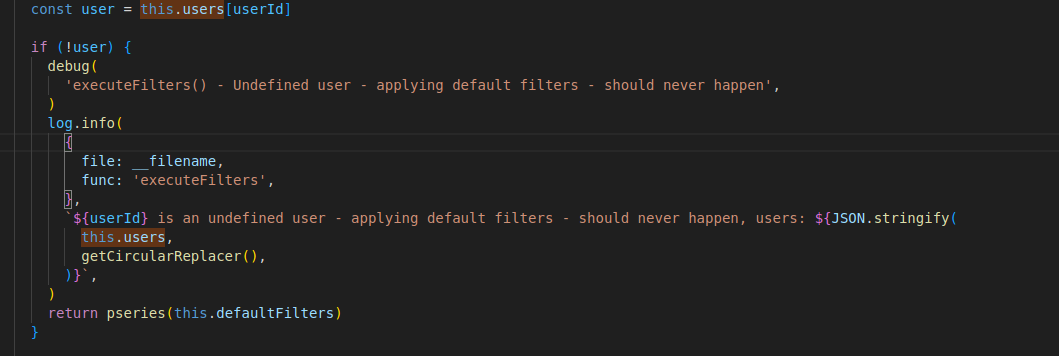 const user = this.users[userId]
if (!user) {
debug(
'executeFilters() - Undefined user - applying default filters - should never happen',
)
log.info(
{
file: __filename,
func: 'executeFilters',
},
`${userId} is an undefined user - applying default filters - should never happen, users: ${JSON.stringify(
this.users,
getCircularReplacer(),
)}`,
)
return pseries(this.defaultFilters)
}